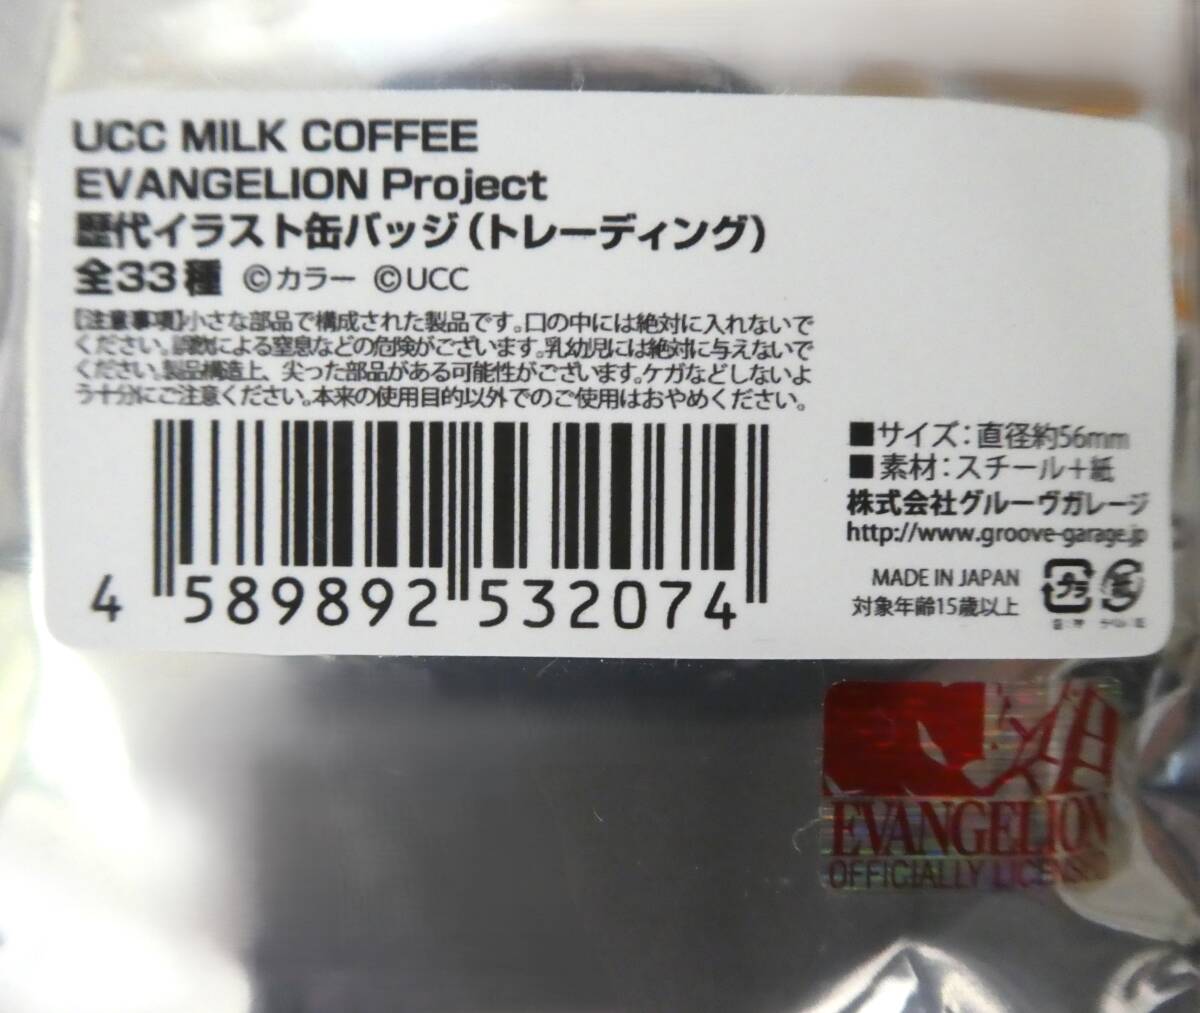 UCC MILK COFFEE
EVANGELION Project
歴代イラスト缶バッジ(トレーディング)
全33種 ©カラー ©UCC
【注意事項】小さな部品で構成された製品です。口の中には絶対に入れないで
ください。誤飲による窒息などの危険がございます。乳幼児には絶対に与えないで
ください。製品構造上、尖った部品がある可能性がございます。ケガなどしないよ
う十分にご注意ください。本来の使用目的以外でのご使用はおやめください。
4 589892 532074
■サイズ:直径約56mm
■素材:スチール+紙
株式会社グルーヴガレージ
http://www.groove-garage.jp
MADE IN JAPAN
対象年齢15歳以上
プラ
紙
EVANGELION
OFFICIALLY LICENSED